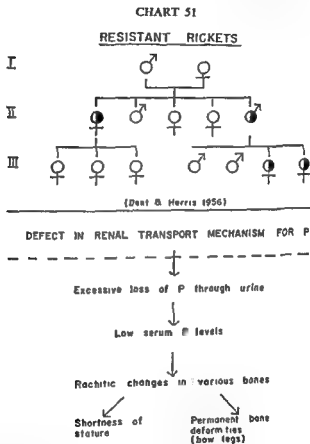 CHART 51
RESISTANT RICKETS
I
II
III
(Dent & Harris 1956)
DEFECT IN RENAL TRANSPORT MECHANISM FOR P
Excessive loss of P through urine
Low serum P levels
Rachitic changes in various bones
Shortness of stature
Permanent bone deformities (bow legs)